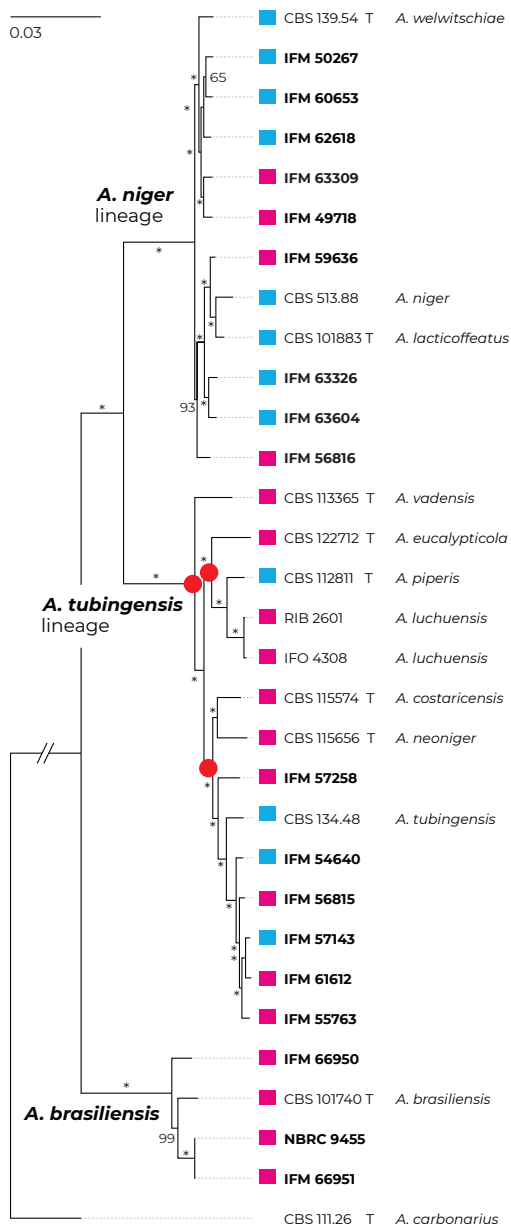 0.03
CBS 139.54 T A. welwitschiae
*
IFM 50267
65
IFM 60653
*
IFM 62618
*
IFM 63309
A. niger
lineage
*
IFM 49718
*
IFM 59636
*
CBS 513.88 A. niger
*
CBS 101883 T A. lacticoffeatus
*
IFM 63326
*
93
IFM 63604
*
IFM 56816
CBS 113365 T A. vadensis
CBS 122712 T A. eucalypticola
*
*
CBS 112811 T A. piperis
A. tubingensis
lineage
*
RIB 2601 A. luchuensis
*
IFO 4308 A. luchuensis
*
CBS 115574 T A. costaricensis
*
CBS 115656 T A. neoniger
//
IFM 57258
*
*
CBS 134.48 A. tubingensis
IFM 54640
*
IFM 56815
*
IFM 57143
*
*
IFM 61612
*
IFM 55763
IFM 66950
*
CBS 101740 T A. brasiliensis
A. brasiliensis
99
NBRC 9455
*
IFM 66951
CBS 111.26 T A. carbonarius